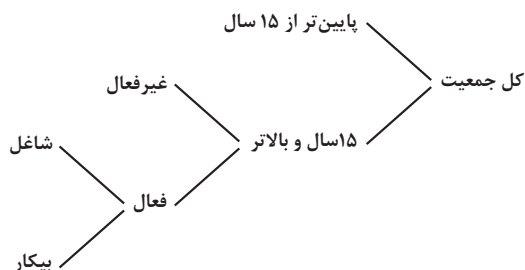 پایین‌تر از ۱۵ سال
کل جمعیت
غیرفعال
۱۵سال و بالاتر
شاغل
فعال
بیکار